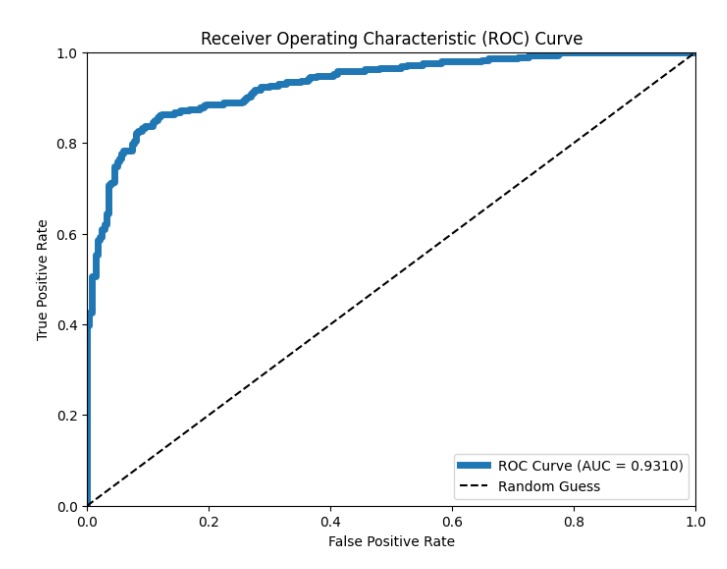 Receiver Operating Characteristic (ROC) Curve
1.0
0.8
0.6
0.4
0.2
0.0
True Positive Rate
ROC Curve (AUC = 0.9310)
Random Guess
0.0 0.2 0.4 0.6 0.8 1.0
False Positive Rate